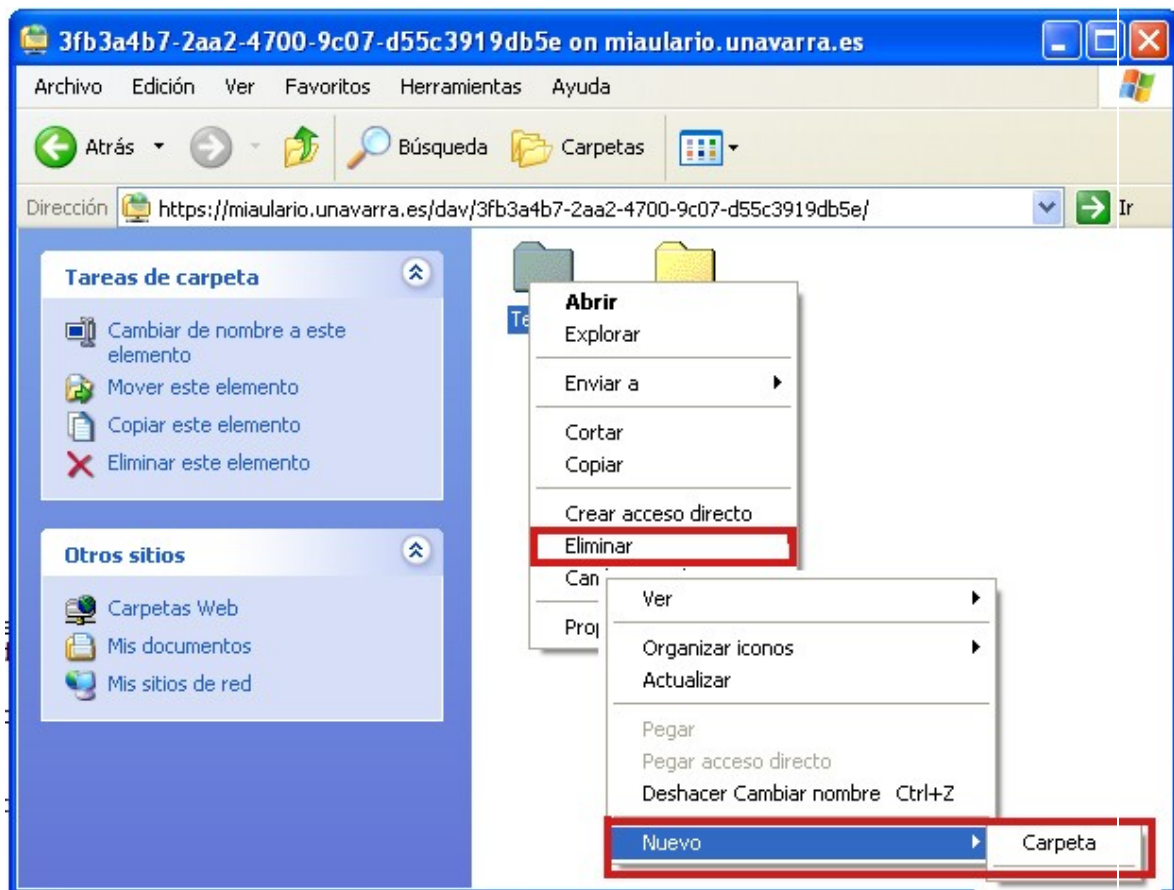 3fb3a4b7-2aa2-4700-9c07-d55c3919db5e on miaulario.unavarra.es
Archivo Edición Ver Favoritos Herramientas Ayuda
Atrás Búsqueda Carpetas
Dirección https://miaulario.unavarra.es/dav/3fb3a4b7-2aa2-4700-9c07-d55c3919db5e/ Ir
Tareas de carpeta
Cambiar de nombre a este
elemento
Mover este elemento
Copiar este elemento
Eliminar este elemento
Otros sitios
Carpetas Web
Mis documentos
Mis sitios de red
Abrir
Explorar
Enviar a
Cortar
Copiar
Crear acceso directo
Eliminar
Ver
Organizar iconos
Actualizar
Pegar
Pegar acceso directo
Deshacer Cambiar nombre Ctrl+Z
Nuevo
Carpeta